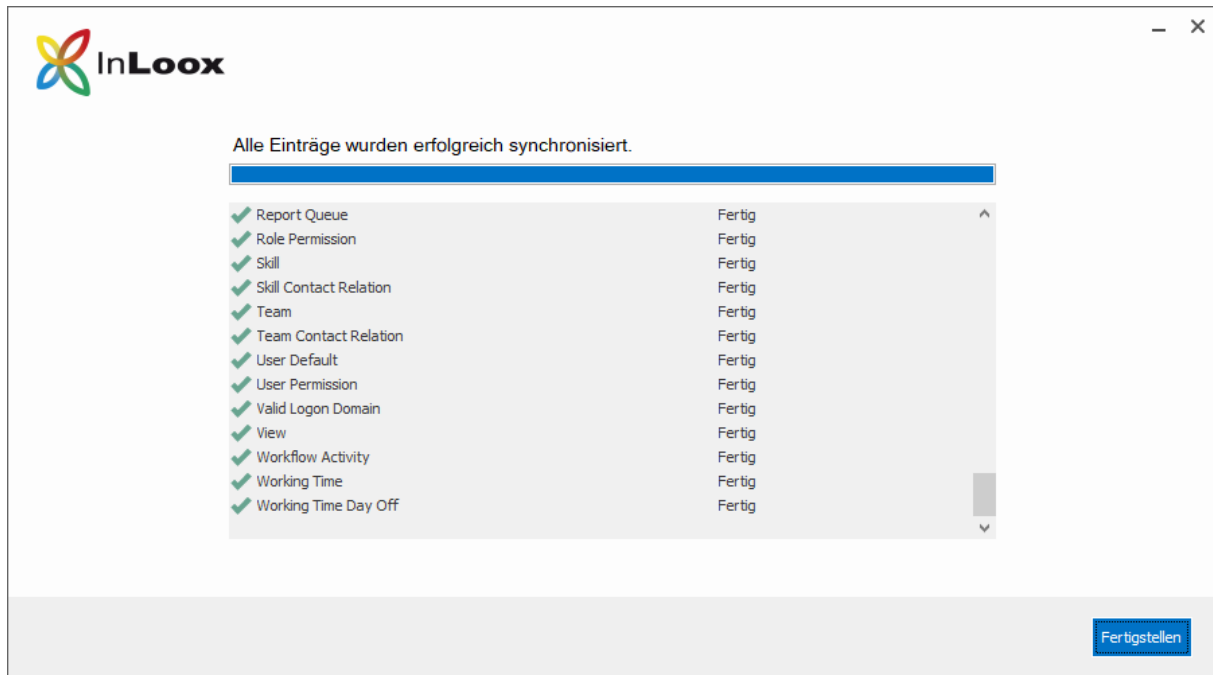 InLoox
Alle Einträge wurden erfolgreich synchronisiert.
Report Queue Fertig
Role Permission Fertig
Skill Fertig
Skill Contact Relation Fertig
Team Fertig
Team Contact Relation Fertig
User Default Fertig
User Permission Fertig
Valid Logon Domain Fertig
View Fertig
Workflow Activity Fertig
Working Time Fertig
Working Time Day Off Fertig
Fertigstellen